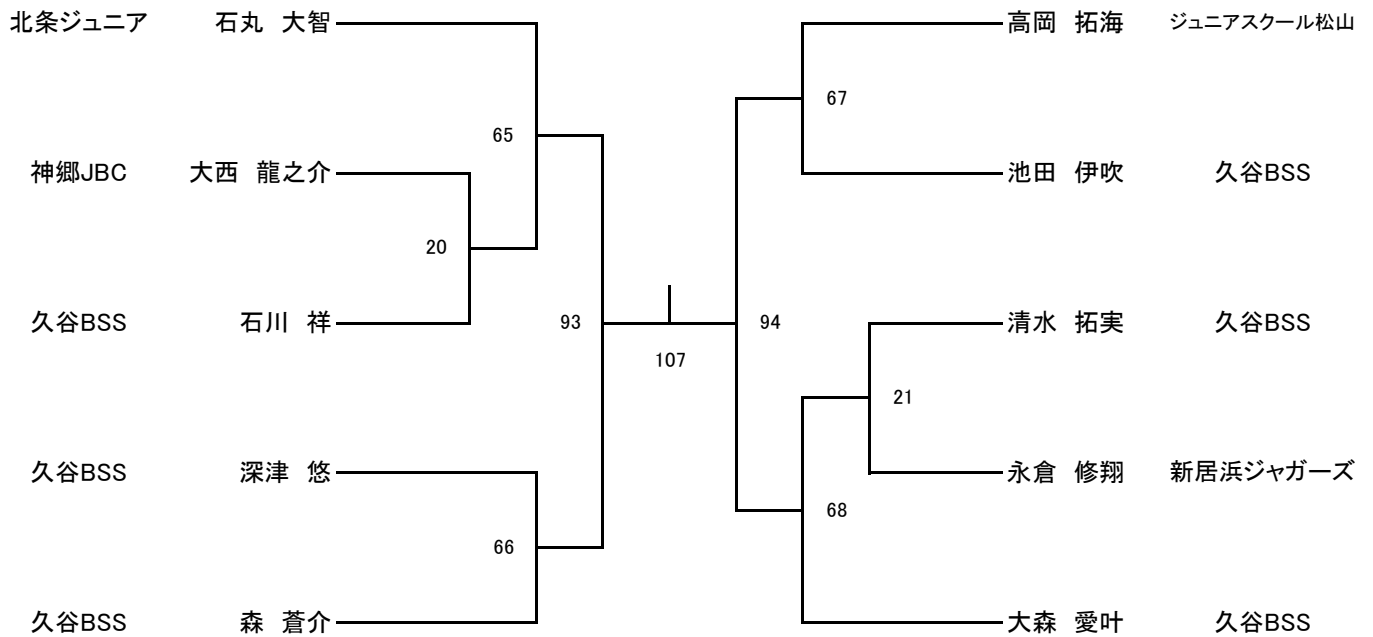 北条ジュニア 石丸 大智 高岡 拓海 ジュニアスクール松山
67
65
神郷JBC 大西 龍之介 池田 伊吹 久谷BSS
20
久谷BSS 石川 祥 93 94 清水 拓実 久谷BSS
107
21
久谷BSS 深津 悠 永倉 修翔 新居浜ジャガーズ
68
66
久谷BSS 森 蒼介 大森 愛叶 久谷BSS